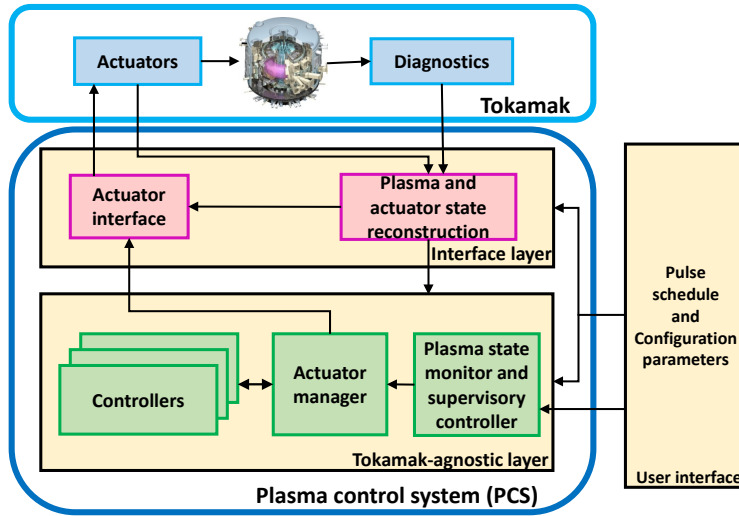 Actuators
Diagnostics
Tokamak
Actuator
interface
Plasma and
actuator state
reconstruction
Interface layer
Pulse
schedule
and
Configuration
parameters
Controllers
Actuator
manager
Plasma state
monitor and
supervisory
controller
Tokamak-agnostic layer
User interface
Plasma control system (PCS)